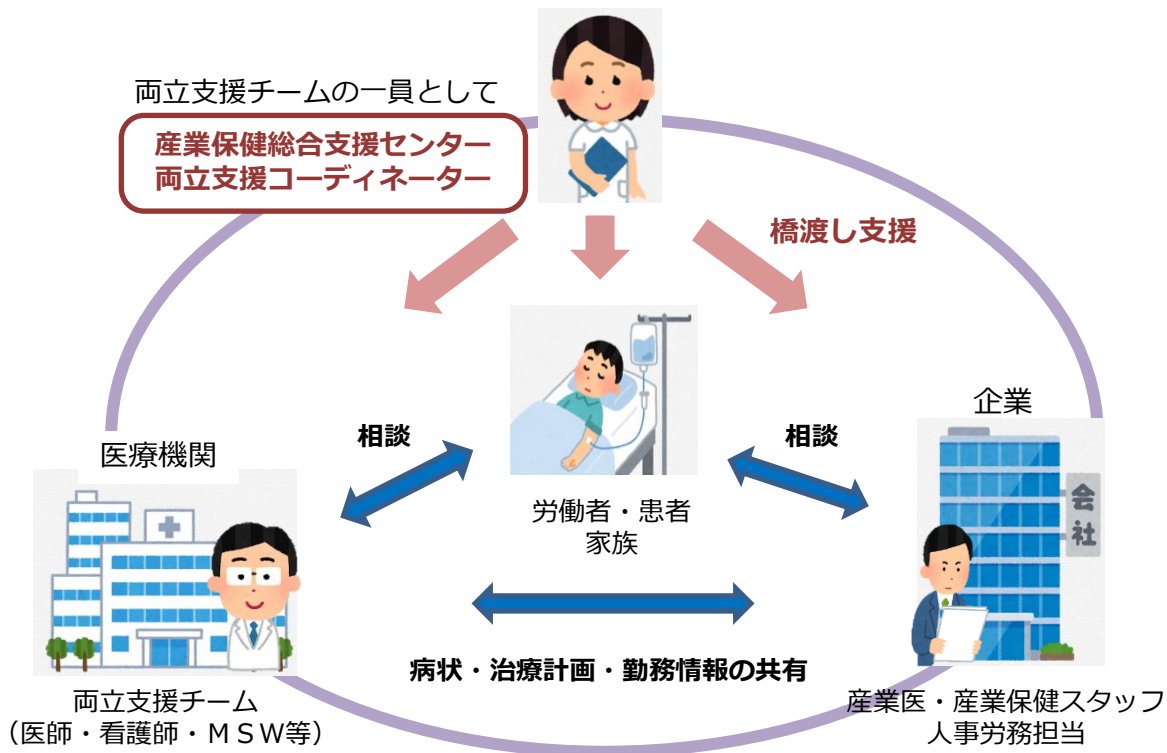 両立支援チームの一員として
産業保健総合支援センター
両立支援コーディネーター
橋渡し支援
企業
医療機関
相談
相談
会社
労働者・患者
家族
病状・治療計画・勤務情報の共有
両立支援チーム
（医師・看護師・ＭＳＷ等）
産業医・産業保健スタッフ
人事労務担当